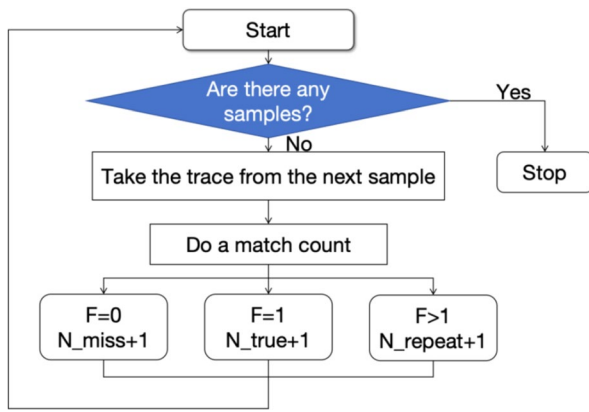 Start
Are there any
samples?
Yes
No
Take the trace from the next sample
Stop
Do a match count
F=0
N_miss+1
F=1
N_true+1
F>1
N_repeat+1